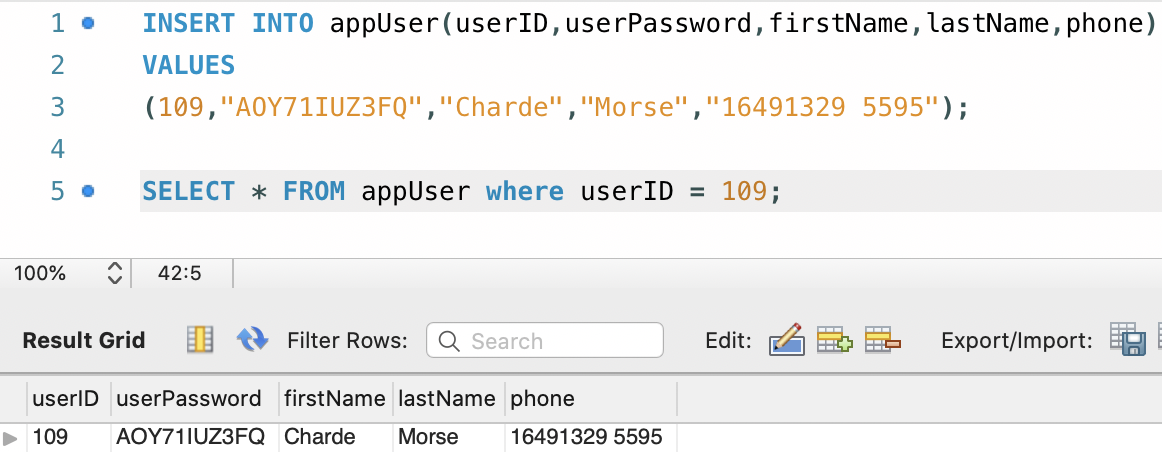 1 INSERT INTO appUser(userID,userPassword,firstName,lastName,phone)
2 VALUES
3 (109,"AOY71IUZ3FQ","Charde","Morse","16491329 5595");
4
5 SELECT * FROM appUser where userID = 109;
100% 42:5
Result Grid Filter Rows: Search Edit: Export/Import:
userID userPassword firstName lastName phone
109 AOY71IUZ3FQ Charde Morse 16491329 5595